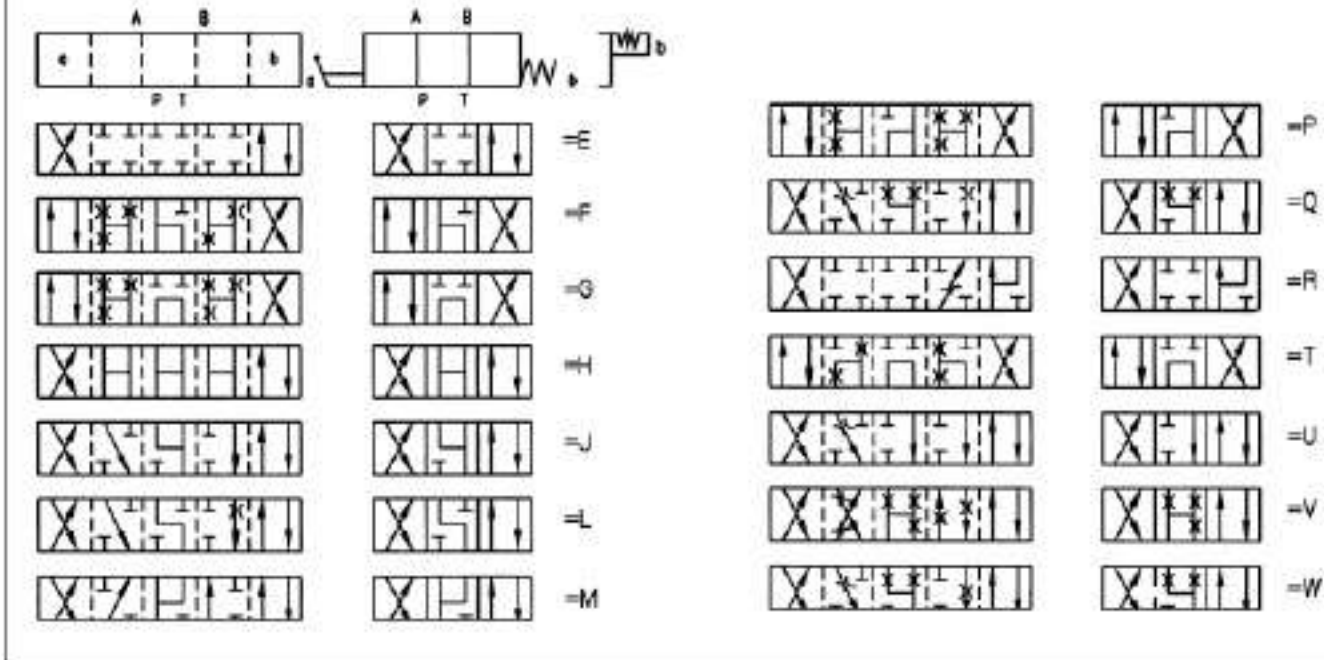 A B A B
a b a b b
P T P T
=E
=F
=G
=H
=J
=L
=M
=P
=Q
=R
=T
=U
=V
=W